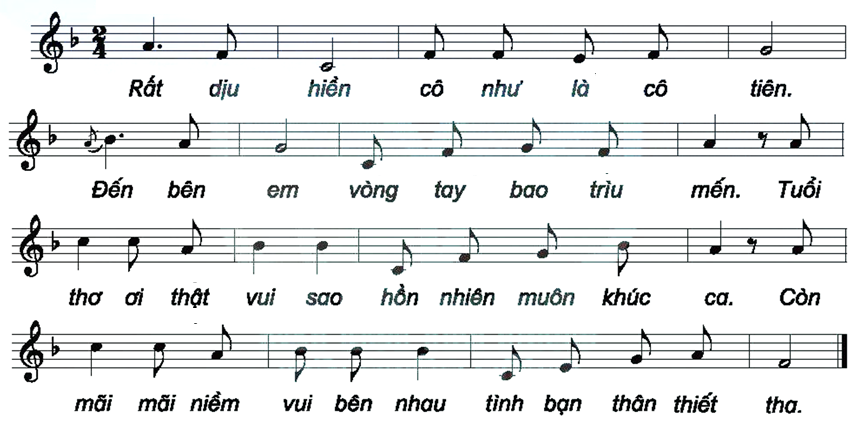 2
4
Rất dịu hiền cô như là cô tiên.
Đến bên em vòng tay bao trìu mến. Tuổi
thơ ơi thật vui sao hồn nhiên muôn khúc ca. Còn
mãi mãi niềm vui bên nhau tình bạn thân thiết tha.